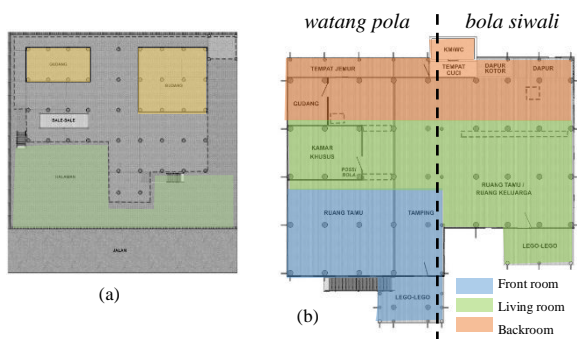 GUDANG
GUDANG
BALE-BALE
HALAMAN
JALAN
(a)
watang pola
bola siwali
KM/WC
TEMPAT JEMUR
TEMPAT
CUCI
DAPUR
KOTOR
DAPUR
GUDANG
KAMAR
KHUSUS
POSSI
BOLA
RUANG TAMU /
RUANG KELUARGA
RUANG TAMU
TAMPING
LEGO-LEGO
LEGO-LEGO
(b)
Front room
Living room
Backroom